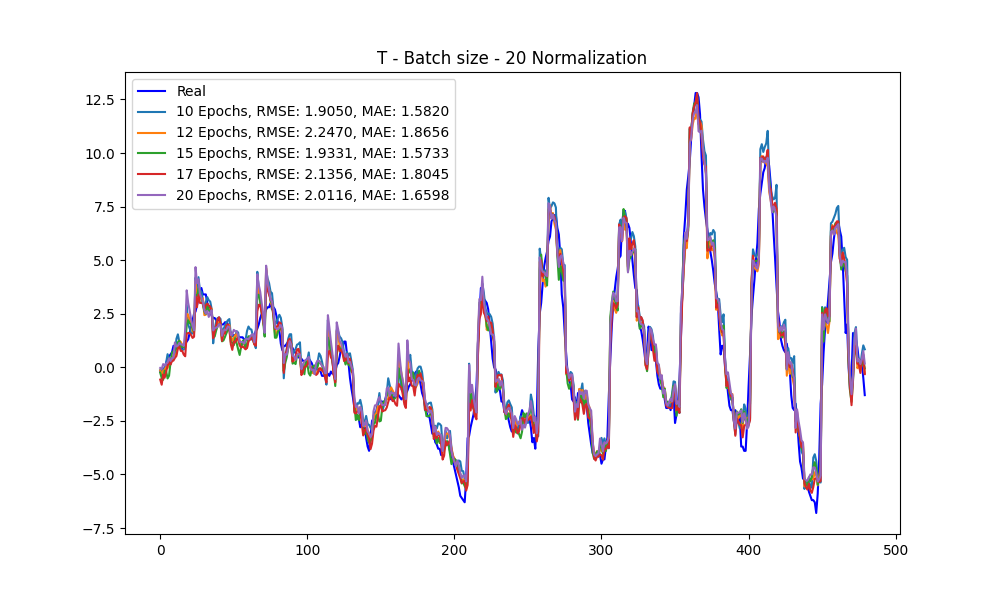 T - Batch size - 20 Normalization
Real
10 Epochs, RMSE: 1.9050, MAE: 1.5820
12 Epochs, RMSE: 2.2470, MAE: 1.8656
15 Epochs, RMSE: 1.9331, MAE: 1.5733
17 Epochs, RMSE: 2.1356, MAE: 1.8045
20 Epochs, RMSE: 2.0116, MAE: 1.6598
12.5
10.0
7.5
5.0
2.5
0.0
−2.5
−5.0
−7.5
0 100 200 300 400 500